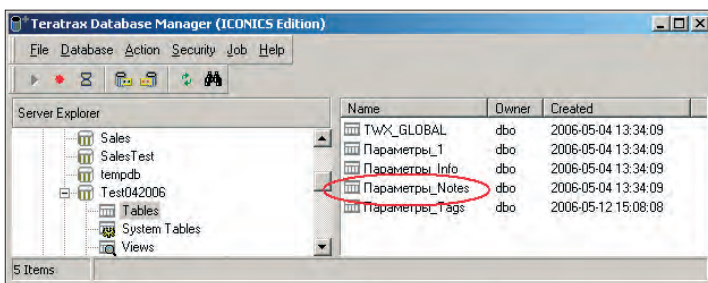 Teratrax Database Manager (ICONICS Edition)
File Database Action Security Job Help
Server Explorer
Sales
SalesTest
tempdb
Test042006
Tables
System Tables
Views
Name Owner Created
TWX_GLOBAL dbo 2006-05-04 13:34:09
Параметры_1 dbo 2006-05-04 13:34:09
Параметры_Info dbo 2006-05-04 13:34:09
Параметры_Notes dbo 2006-05-04 13:34:09
Параметры_Tags dbo 2006-05-12 15:08:08
5 Items